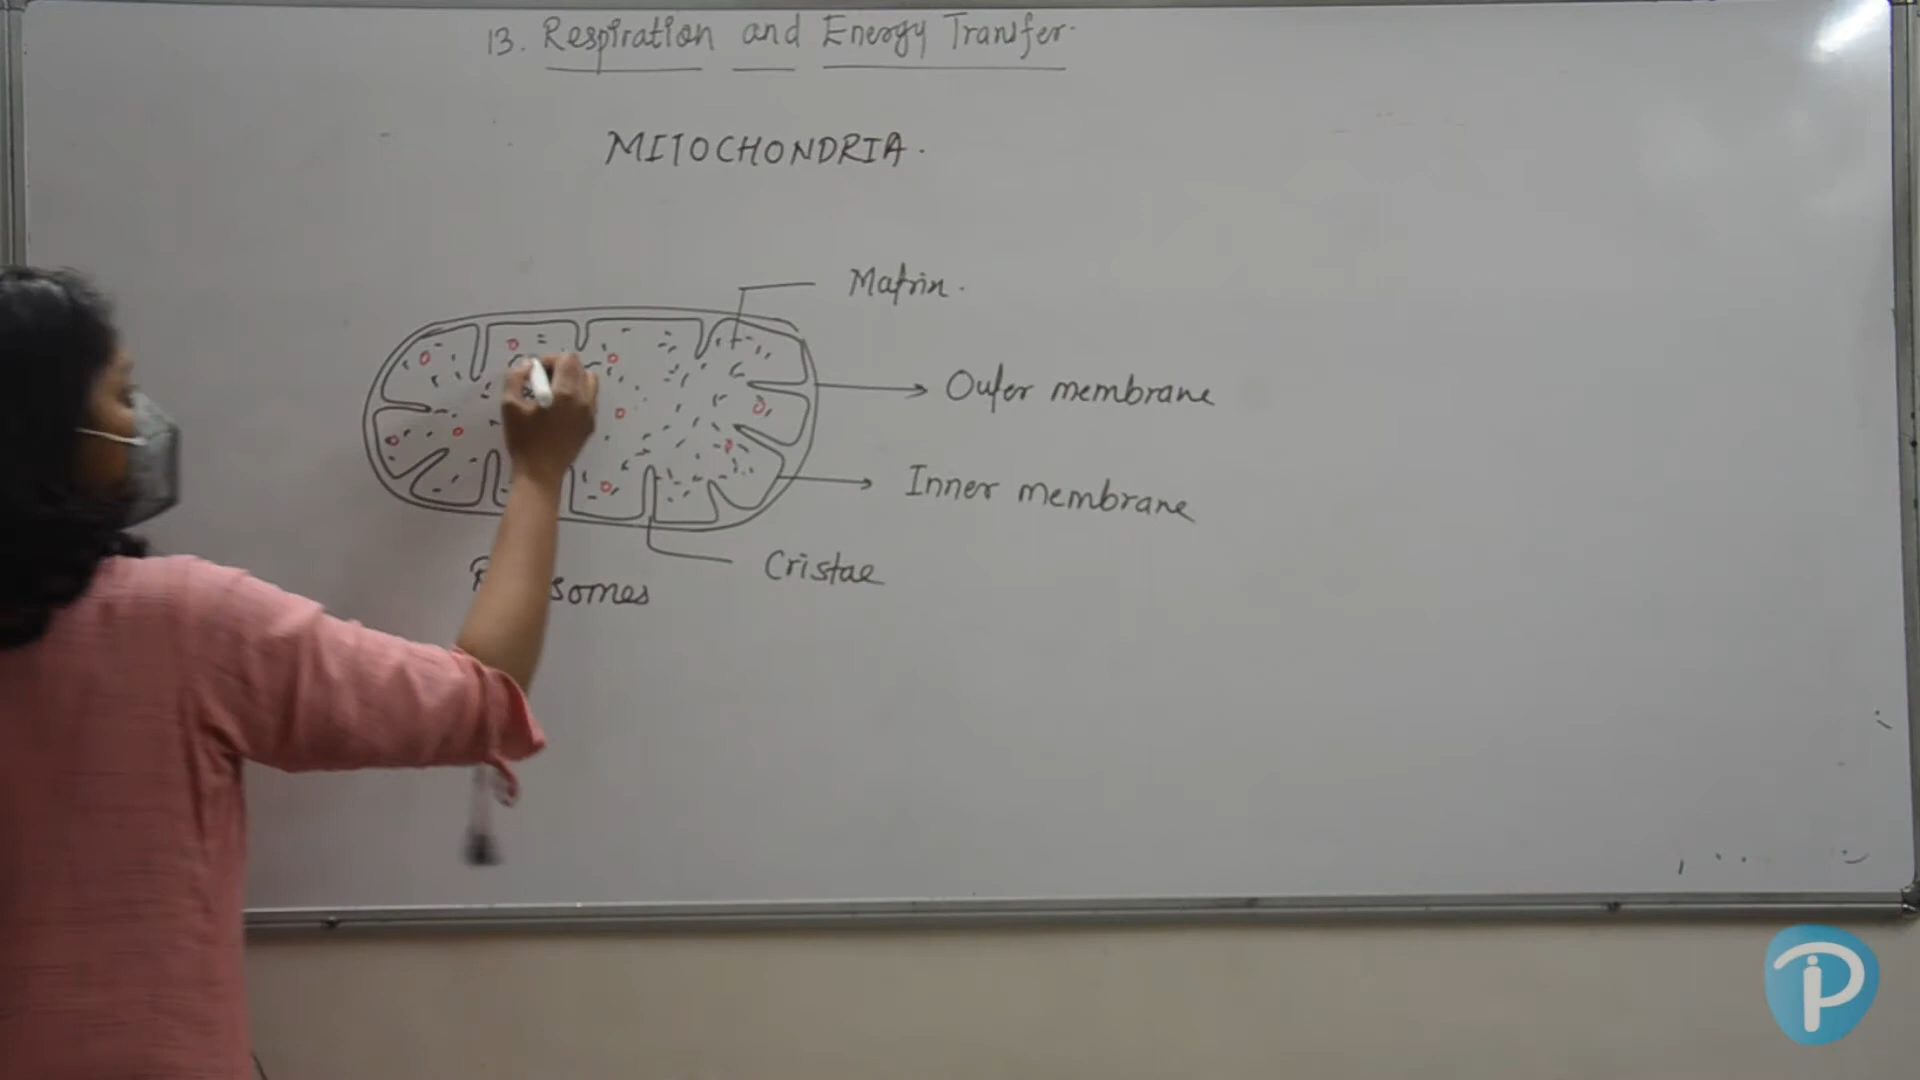 13. Respiration and Energy Transfer.
MITOCHONDRIA.
Matrix.
Outer membrane
Inner membrane
Cristae
somes